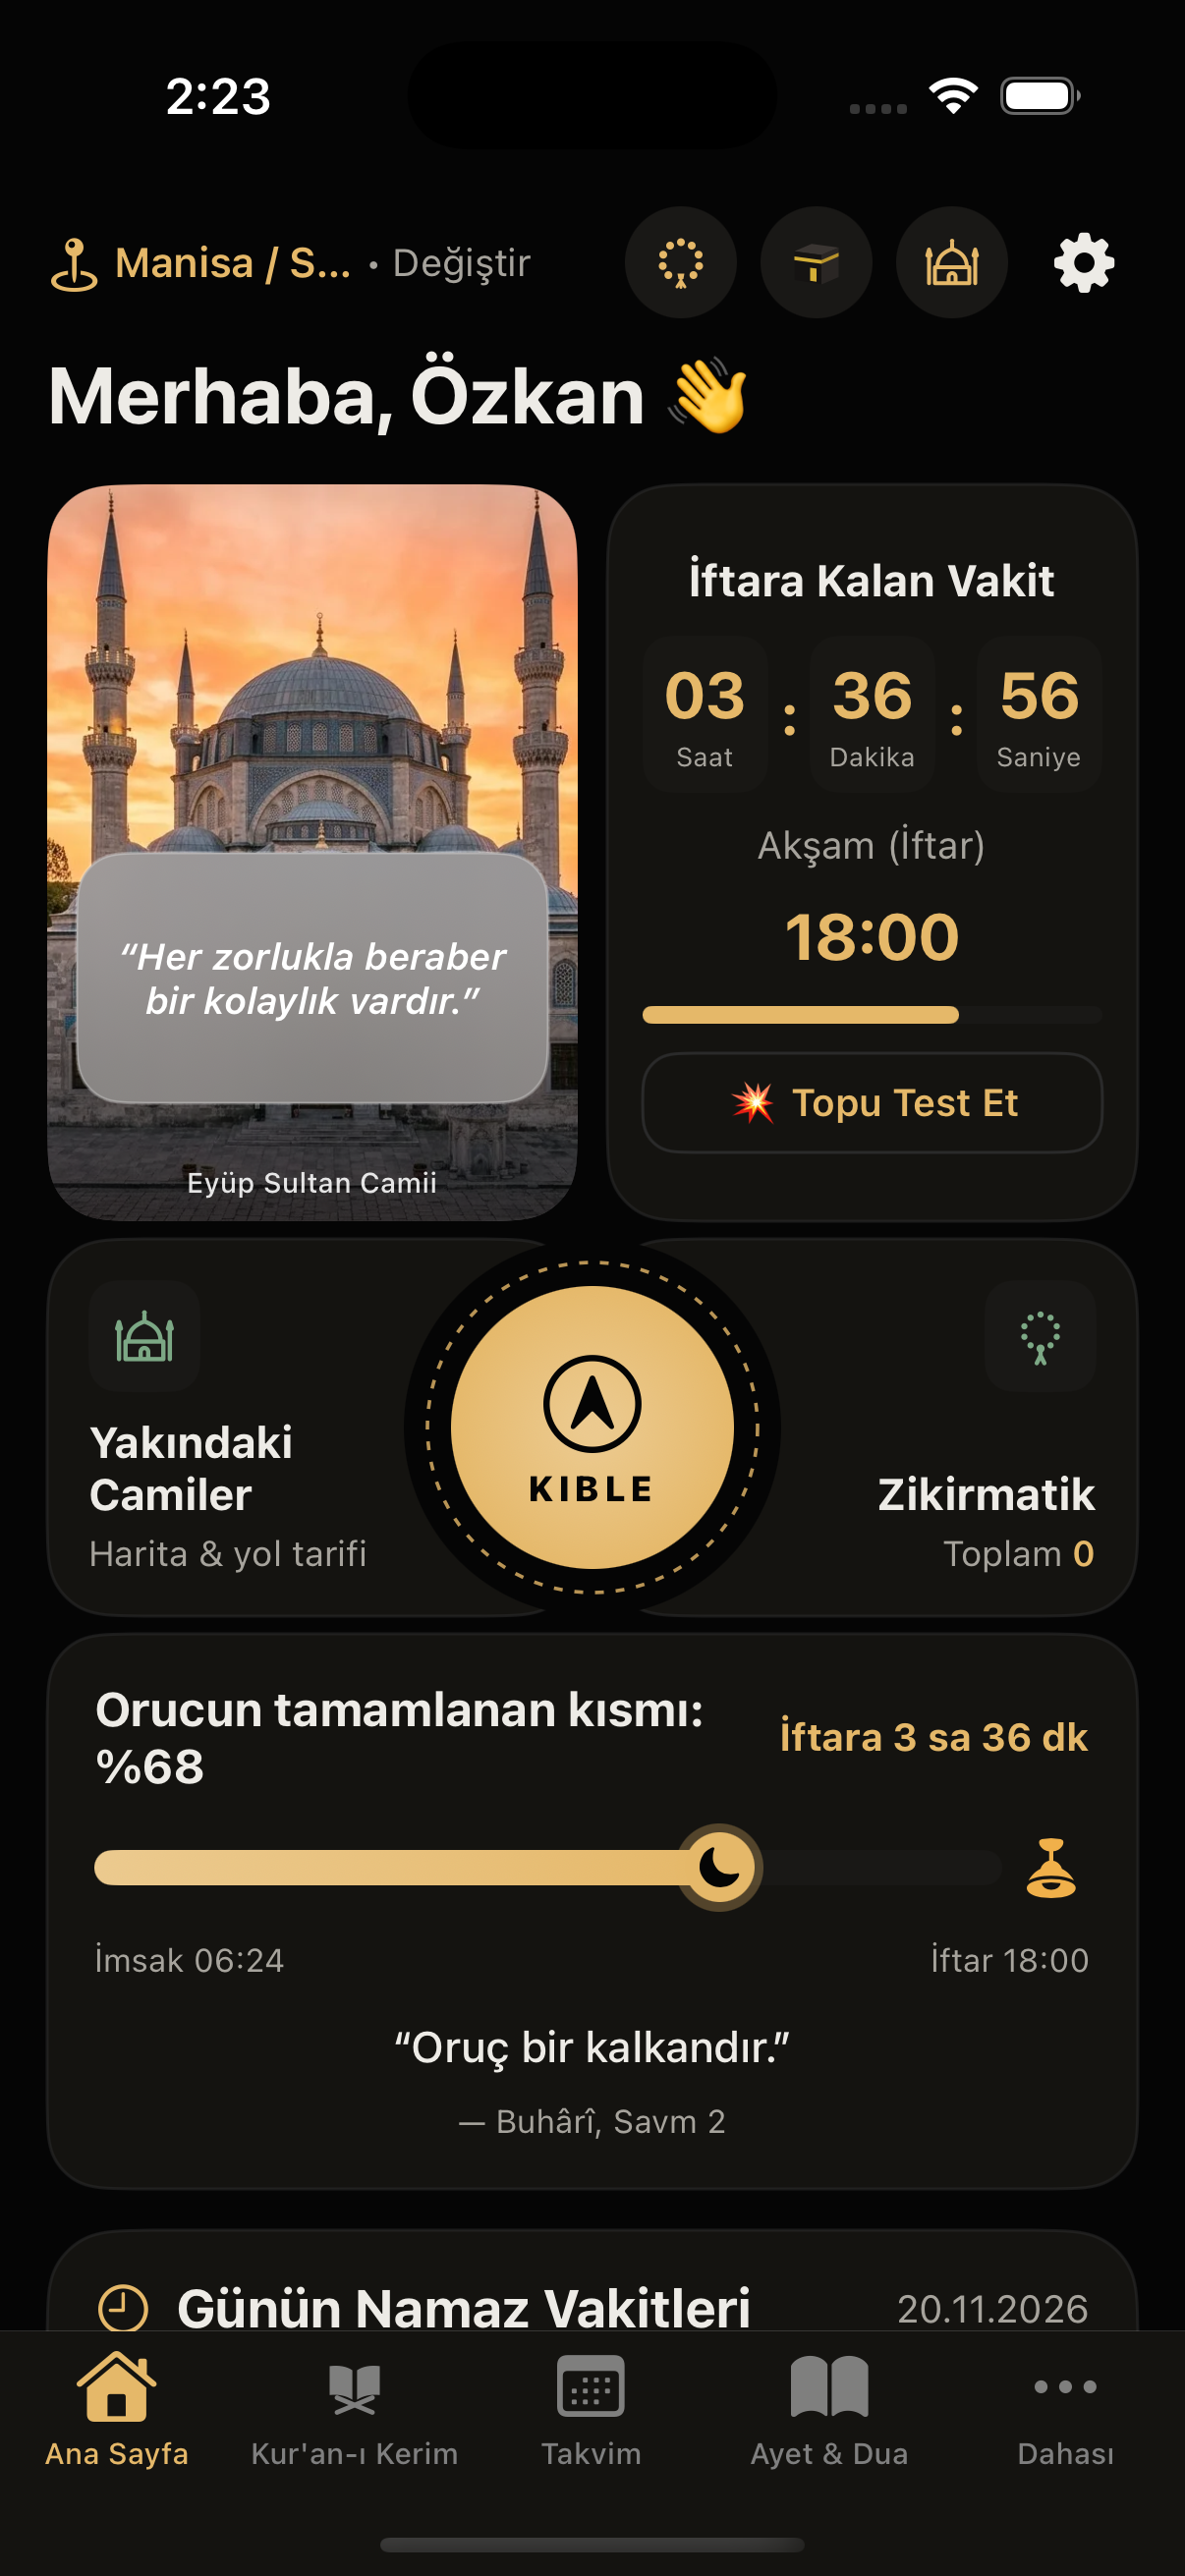 2:23
Manisa / S... • Değiştir
Merhaba, Özkan 👋
“Her zorlukla beraber
bir kolaylık vardır.”
Eyüp Sultan Camii
İftara Kalan Vakit
03 : 36 : 56
Saat Dakika Saniye
Akşam (İftar)
18:00
💥 Topu Test Et
Yakındaki
Camiler
Harita & yol tarifi
KIBLE
Zikirmatik
Toplam 0
Orucun tamamlanan kısmı:
%68
İftara 3 sa 36 dk
İmsak 06:24
İftar 18:00
“Oruç bir kalkandır.”
— Buhârî, Savm 2
Günün Namaz Vakitleri
20.11.2026
Ana Sayfa
Kur'an-ı Kerim
Takvim
Ayet & Dua
Dahası